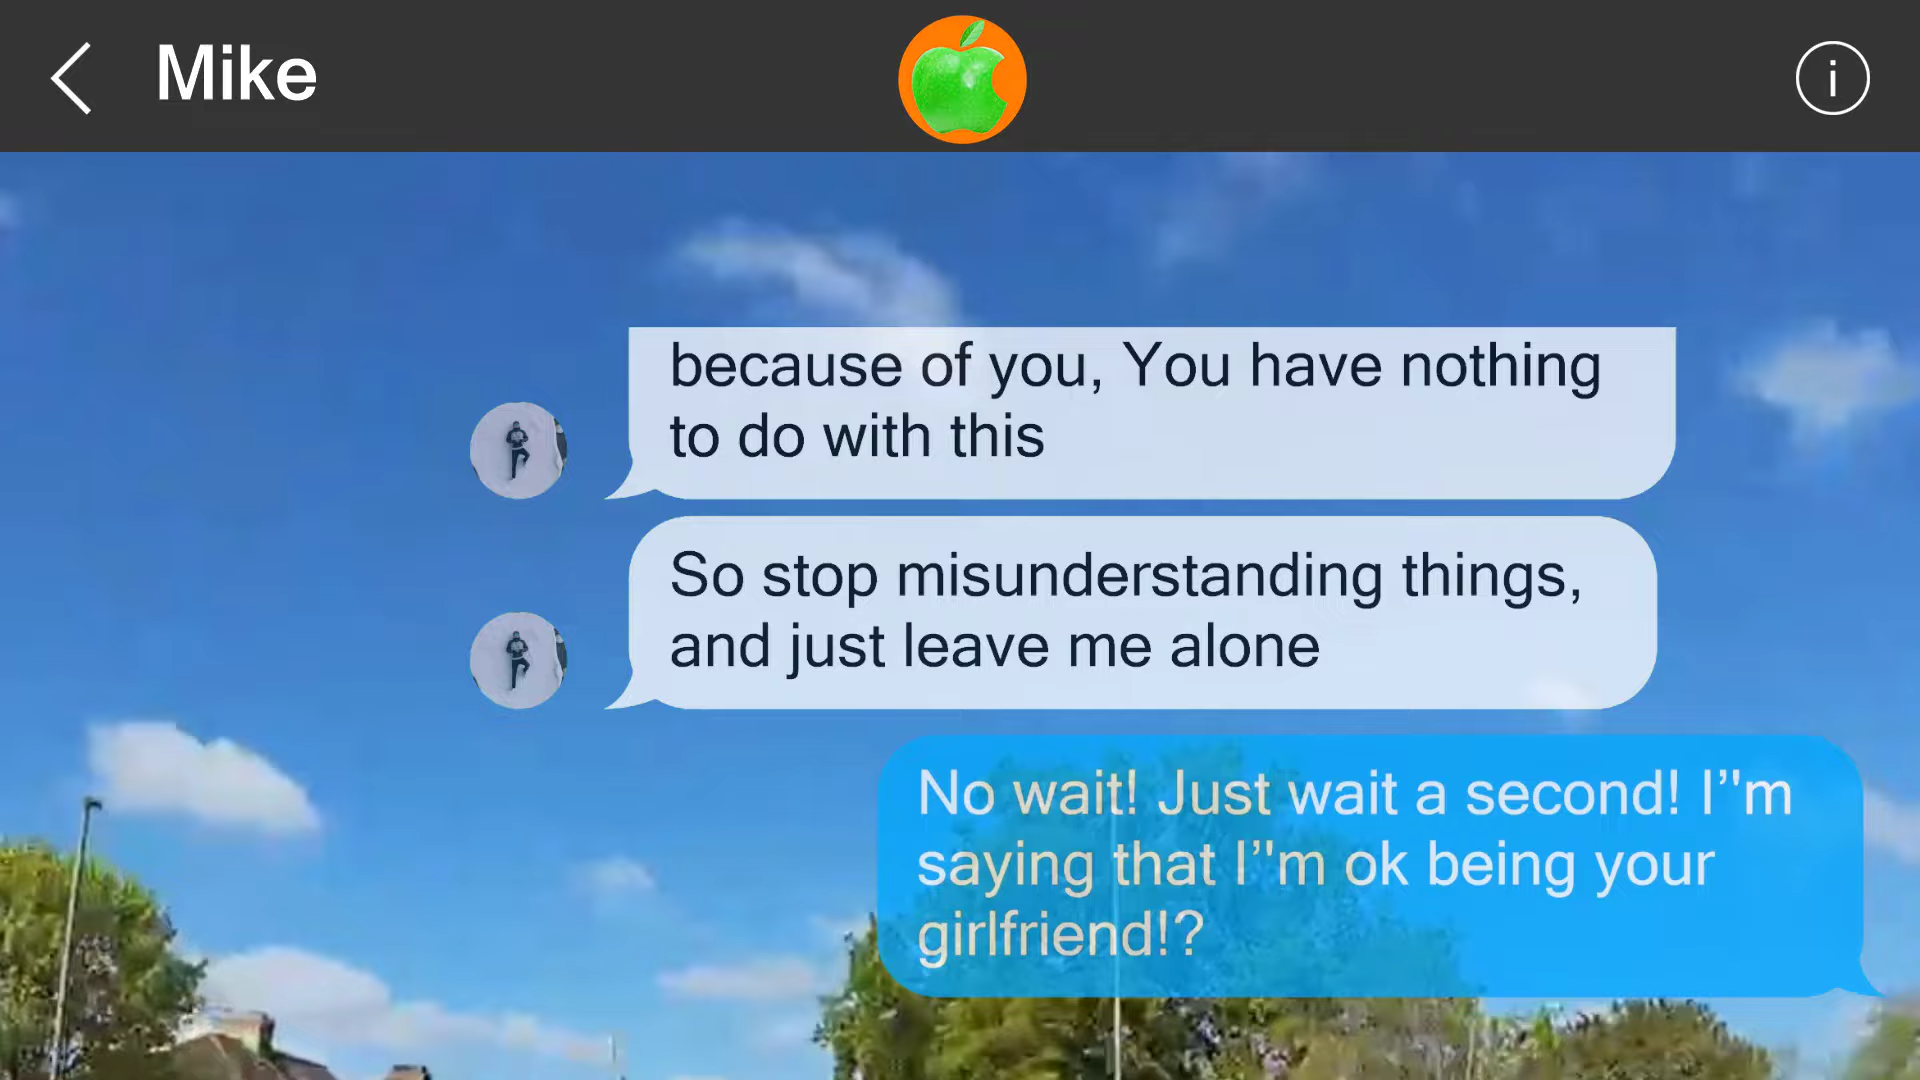 Mike
i
because of you, You have nothing
to do with this
So stop misunderstanding things,
and just leave me alone
No wait! Just wait a second! I’'m
saying that I’'m ok being your
girlfriend!?